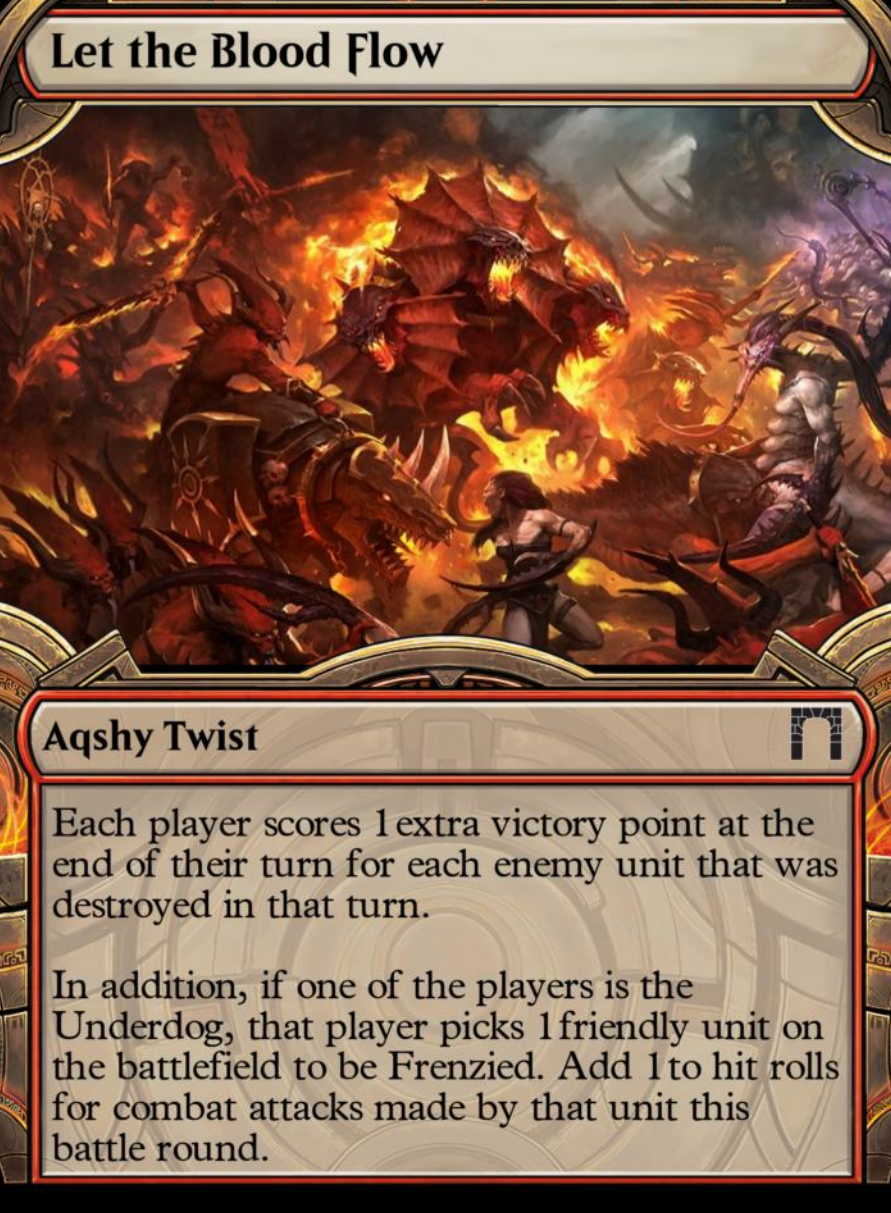 Let the Blood Flow
Aqshy Twist
Each player scores 1 extra victory point at the
end of their turn for each enemy unit that was
destroyed in that turn.
In addition, if one of the players is the
Underdog, that player picks 1 friendly unit on
the battlefield to be Frenzied. Add 1 to hit rolls
for combat attacks made by that unit this
battle round.